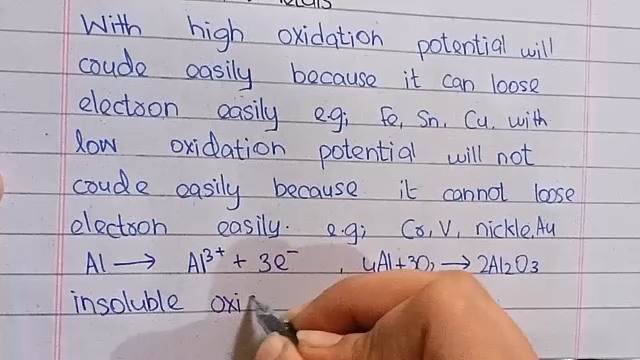 With high oxidation potential will
coude easily because it can loose
electron easily e.g; Fe, Sn, Cu. with
low oxidation potential will not
coude easily because it cannot loose
electron easily. e.g; Co, V, nickle, Au
Al → Al³⁺ + 3e⁻ , 4Al+3O₂ → 2Al₂O₃
insoluble oxi